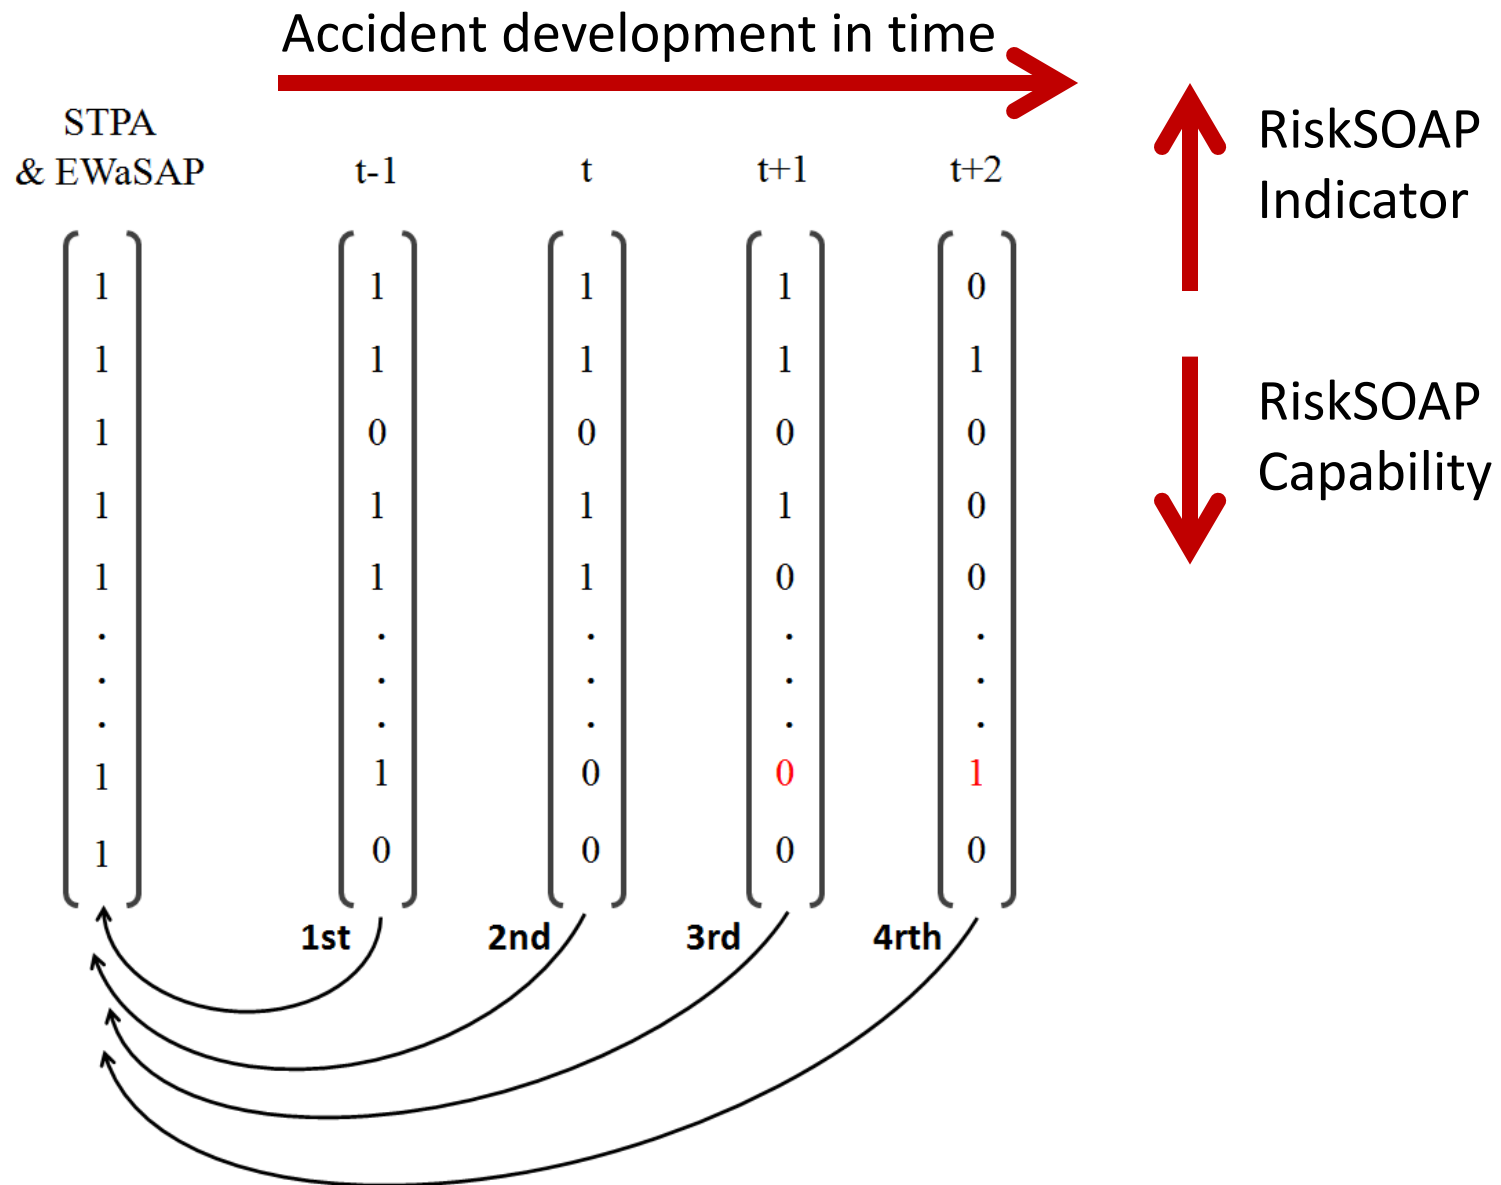 Accident development in time
STPA
& EWaSAP
t-1 t t+1 t+2
RiskSOAP
Indicator
1 1 1 1 0
1 1 1 1 1
1 0 0 0 0
RiskSOAP
Capability
1 1 1 1 0
1 1 1 0 0
. . . . .
. . . . .
. . . . .
1 1 0 0 1
1 0 0 0 0
1st 2nd 3rd 4rth